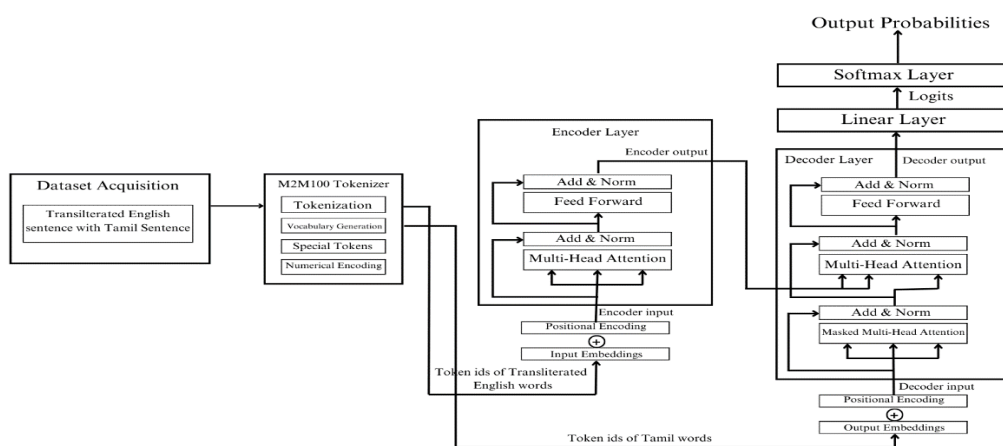 Output Probabilities
Softmax Layer
Logits
Linear Layer
Dataset Acquisition
Transilterated English
sentence with Tamil Sentence
M2M100 Tokenizer
Tokenization
Vocabulary Generation
Special Tokens
Numerical Encoding
Encoder Layer
Encoder output
Add & Norm
Feed Forward
Add & Norm
Multi-Head Attention
Encoder input
Positional Encoding
Input Embeddings
Token ids of Transliterated
English words
Decoder Layer
Decoder output
Add & Norm
Feed Forward
Add & Norm
Multi-Head Attention
Add & Norm
Masked Multi-Head Attention
Decoder input
Positional Encoding
Output Embeddings
Token ids of Tamil words